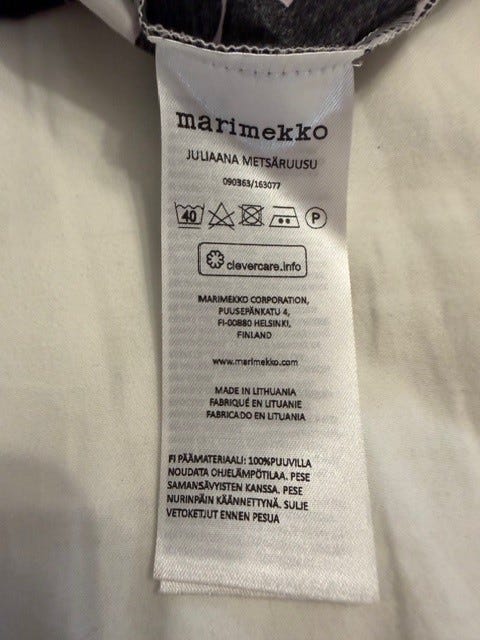 marimekko
JULIAANA METSÄRUUSU
090363/163077
40
P
clevercare.info
MARIMEKKO CORPORATION,
PUUSEPÄNKATU 4,
FI-00880 HELSINKI,
FINLAND
www.marimekko.com
MADE IN LITHUANIA
FABRIQUÉ EN LITUANIE
FABRICADO EN LITUANIA
FI PÄÄMATERIAALI: 100%PUUVILLA
NOUDATA OHJELÄMPÖTILAA. PESE
SAMANSÄVYISTEN KANSSA. PESE
NURINPÄIN KÄÄNNETTYNÄ. SULJE
VETOKETJUT ENNEN PESUA